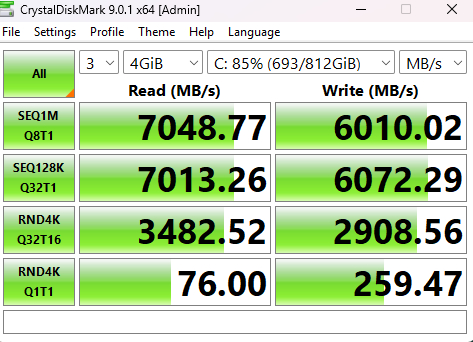 CrystalDiskMark 9.0.1 x64 [Admin]
File Settings Profile Theme Help Language
All 3 4GiB C: 85% (693/812GiB) MB/s
Read (MB/s) Write (MB/s)
SEQ1M
Q8T1
7048.77 6010.02
SEQ128K
Q32T1
7013.26 6072.29
RND4K
Q32T16
3482.52 2908.56
RND4K
Q1T1
76.00 259.47